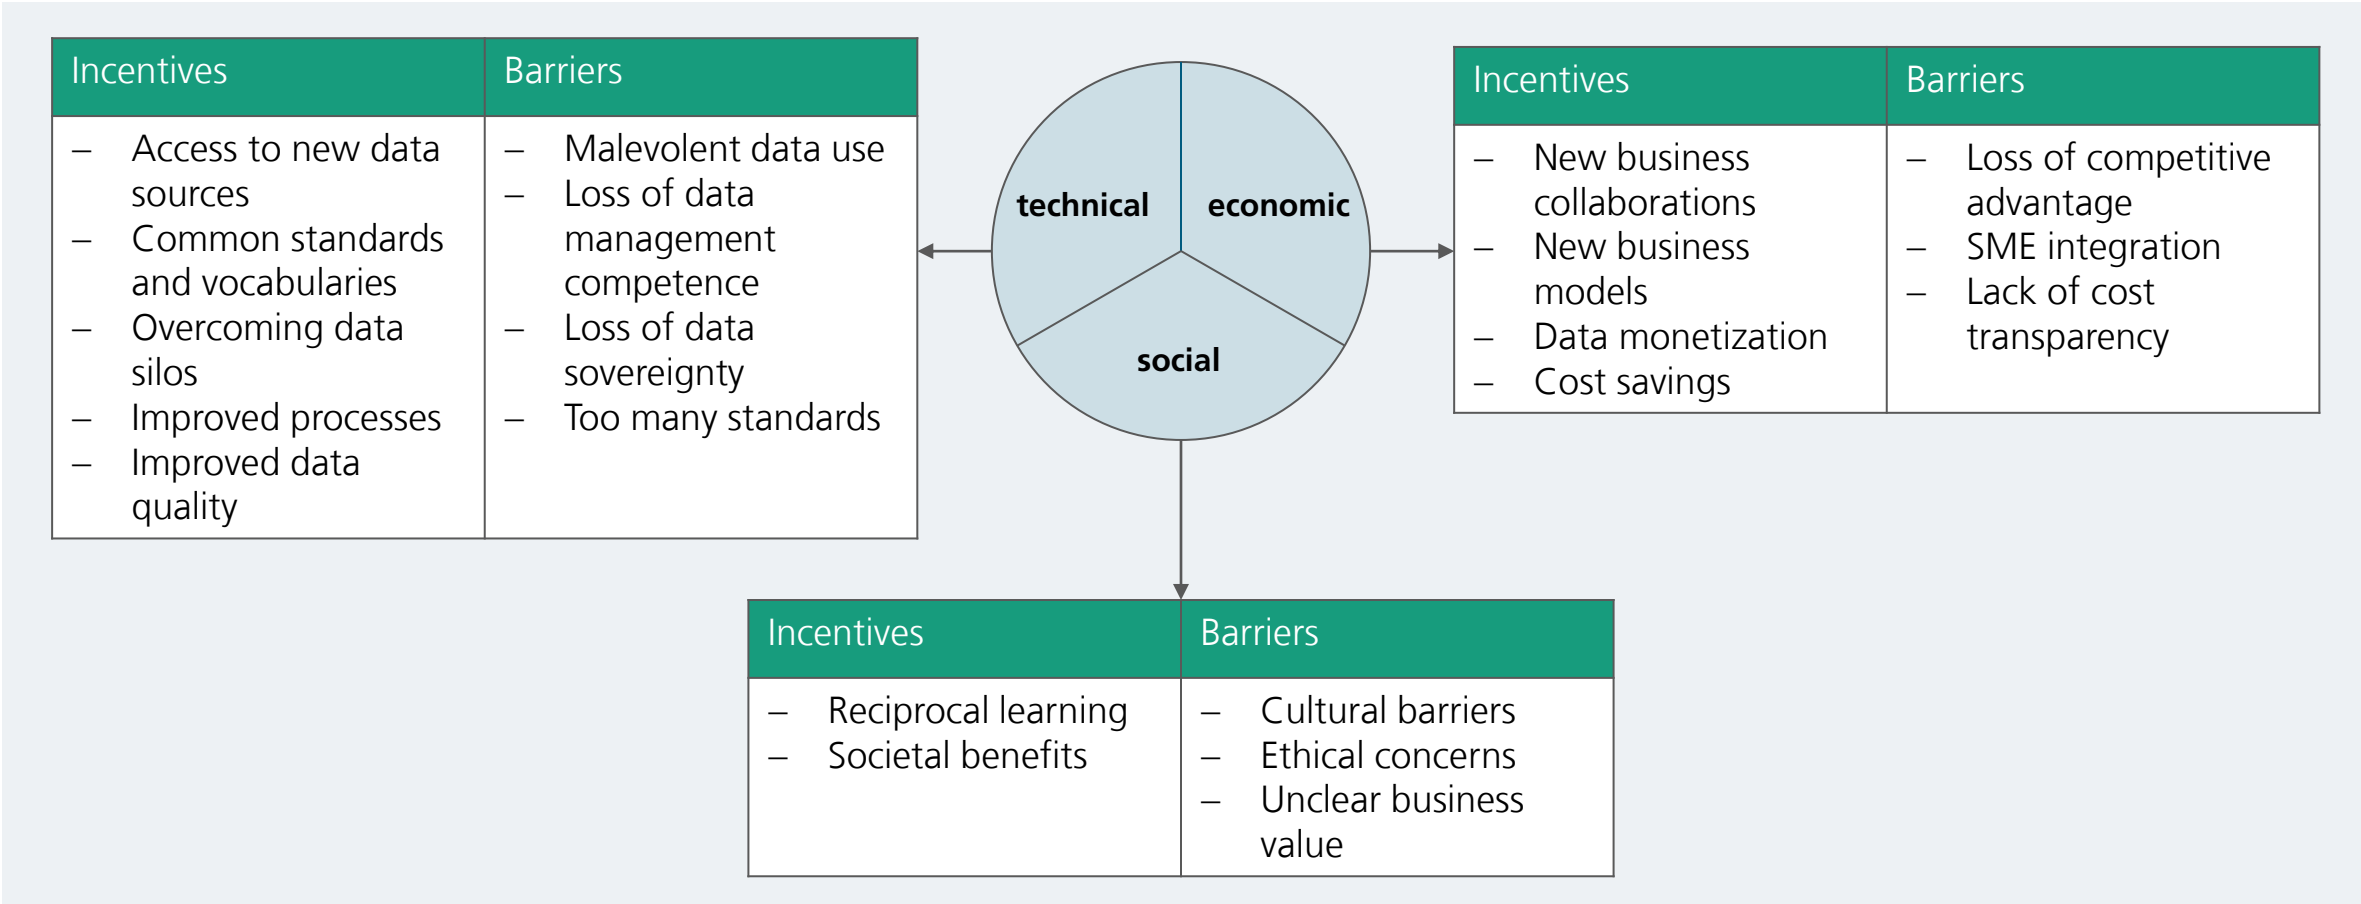 Incentives
– Access to new data
sources
– Common standards
and vocabularies
– Overcoming data
silos
– Improved processes
– Improved data
quality
Barriers
– Malevolent data use
– Loss of data
management
competence
– Loss of data
sovereignty
– Too many standards
technical
economic
social
Incentives
– New business
collaborations
– New business
models
– Data monetization
– Cost savings
Barriers
– Loss of competitive
advantage
– SME integration
– Lack of cost
transparency
Incentives
– Reciprocal learning
– Societal benefits
Barriers
– Cultural barriers
– Ethical concerns
– Unclear business
value